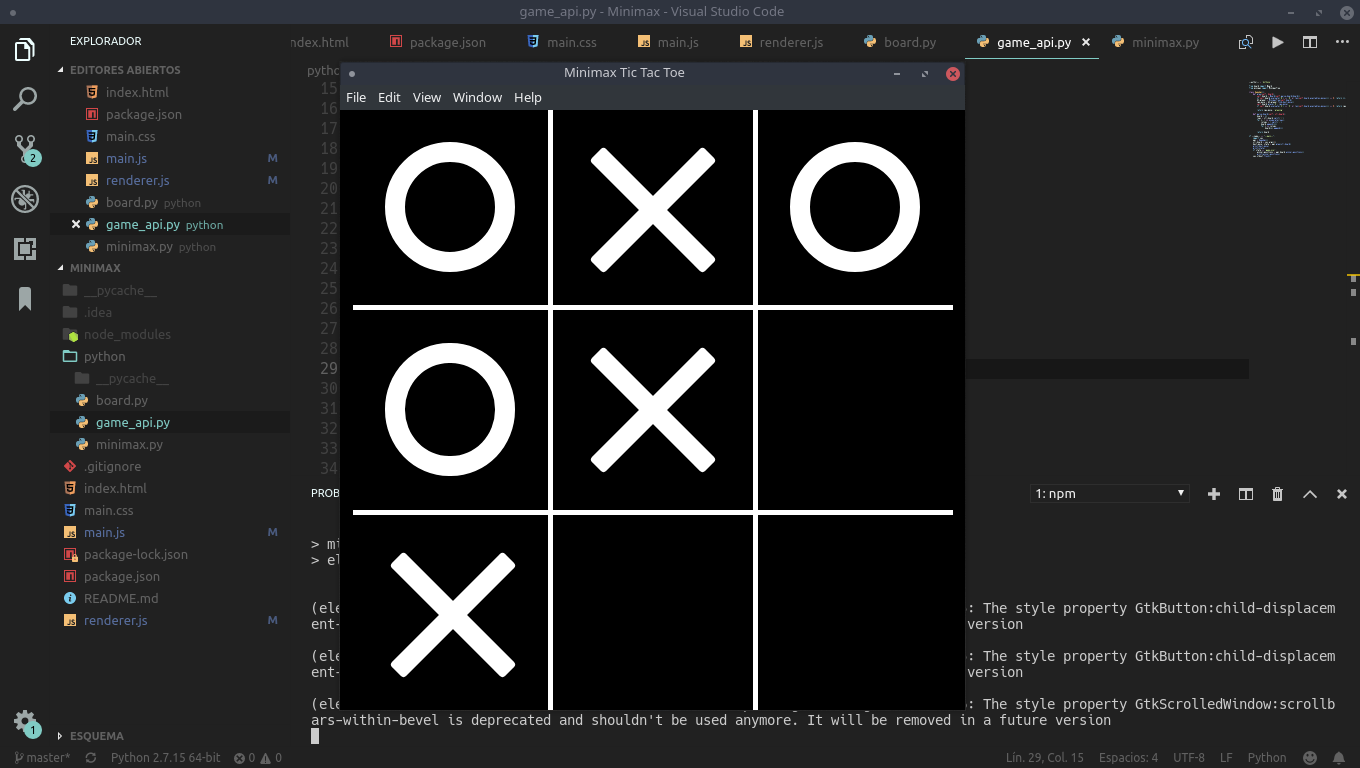 game_api.py - Minimax - Visual Studio Code
EXPLORADOR
ndex.html package.json main.css main.js renderer.js board.py game_api.py minimax.py
EDITORES ABIERTOS
index.html
package.json
main.css
main.js M
renderer.js M
board.py python
game_api.py python
minimax.py python
MINIMAX
__pycache__
.idea
node_modules
python
__pycache__
board.py
game_api.py
minimax.py
.gitignore
index.html
main.css
main.js M
package-lock.json
package.json
README.md
renderer.js M
ESQUEMA
2
1
pytho
Minimax Tic Tac Toe
File Edit View Window Help
15
16
17
18
19
20
21
22
23
24
25
26
27
28
29
30
31
32
33
34
PROB
1: npm
> mi
> el
(ele : The style property GtkButton:child-displacem
ent- version
(ele : The style property GtkButton:child-displacem
ent- version
(ele : The style property GtkScrolledWindow:scrollb
ars-within-bevel is deprecated and shouldn't be used anymore. It will be removed in a future version
master* Python 2.7.15 64-bit 0 0 Lín. 29, Col. 15 Espacios: 4 UTF-8 LF Python